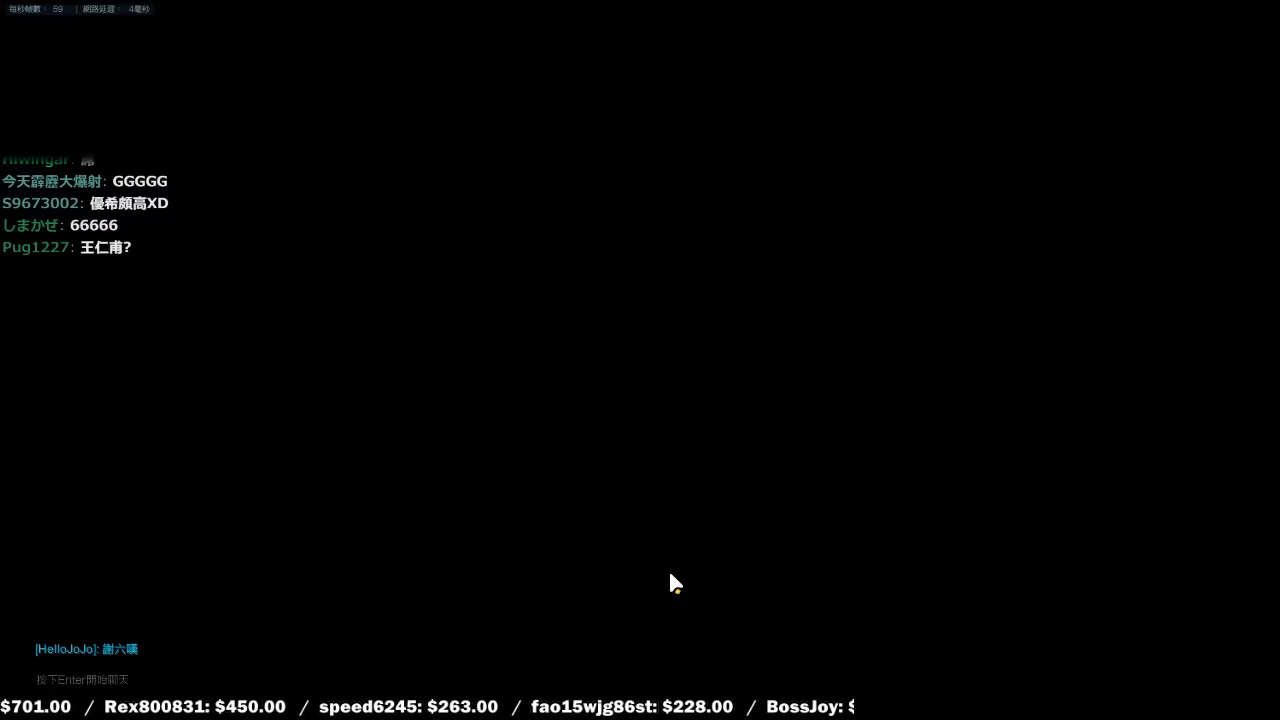 每秒幀數： 59 | 網路延遲： 4毫秒
Hiwingar: 屌
今天霹靂大爆射: GGGGG
S9673002: 優希頗高XD
しまかぜ: 66666
Pug1227: 王仁甫?
[HelloJoJo]: 謝六嘆
按下Enter開始聊天
$701.00 / Rex800831: $450.00 / speed6245: $263.00 / fao15wjg86st: $228.00 / BossJoy: $